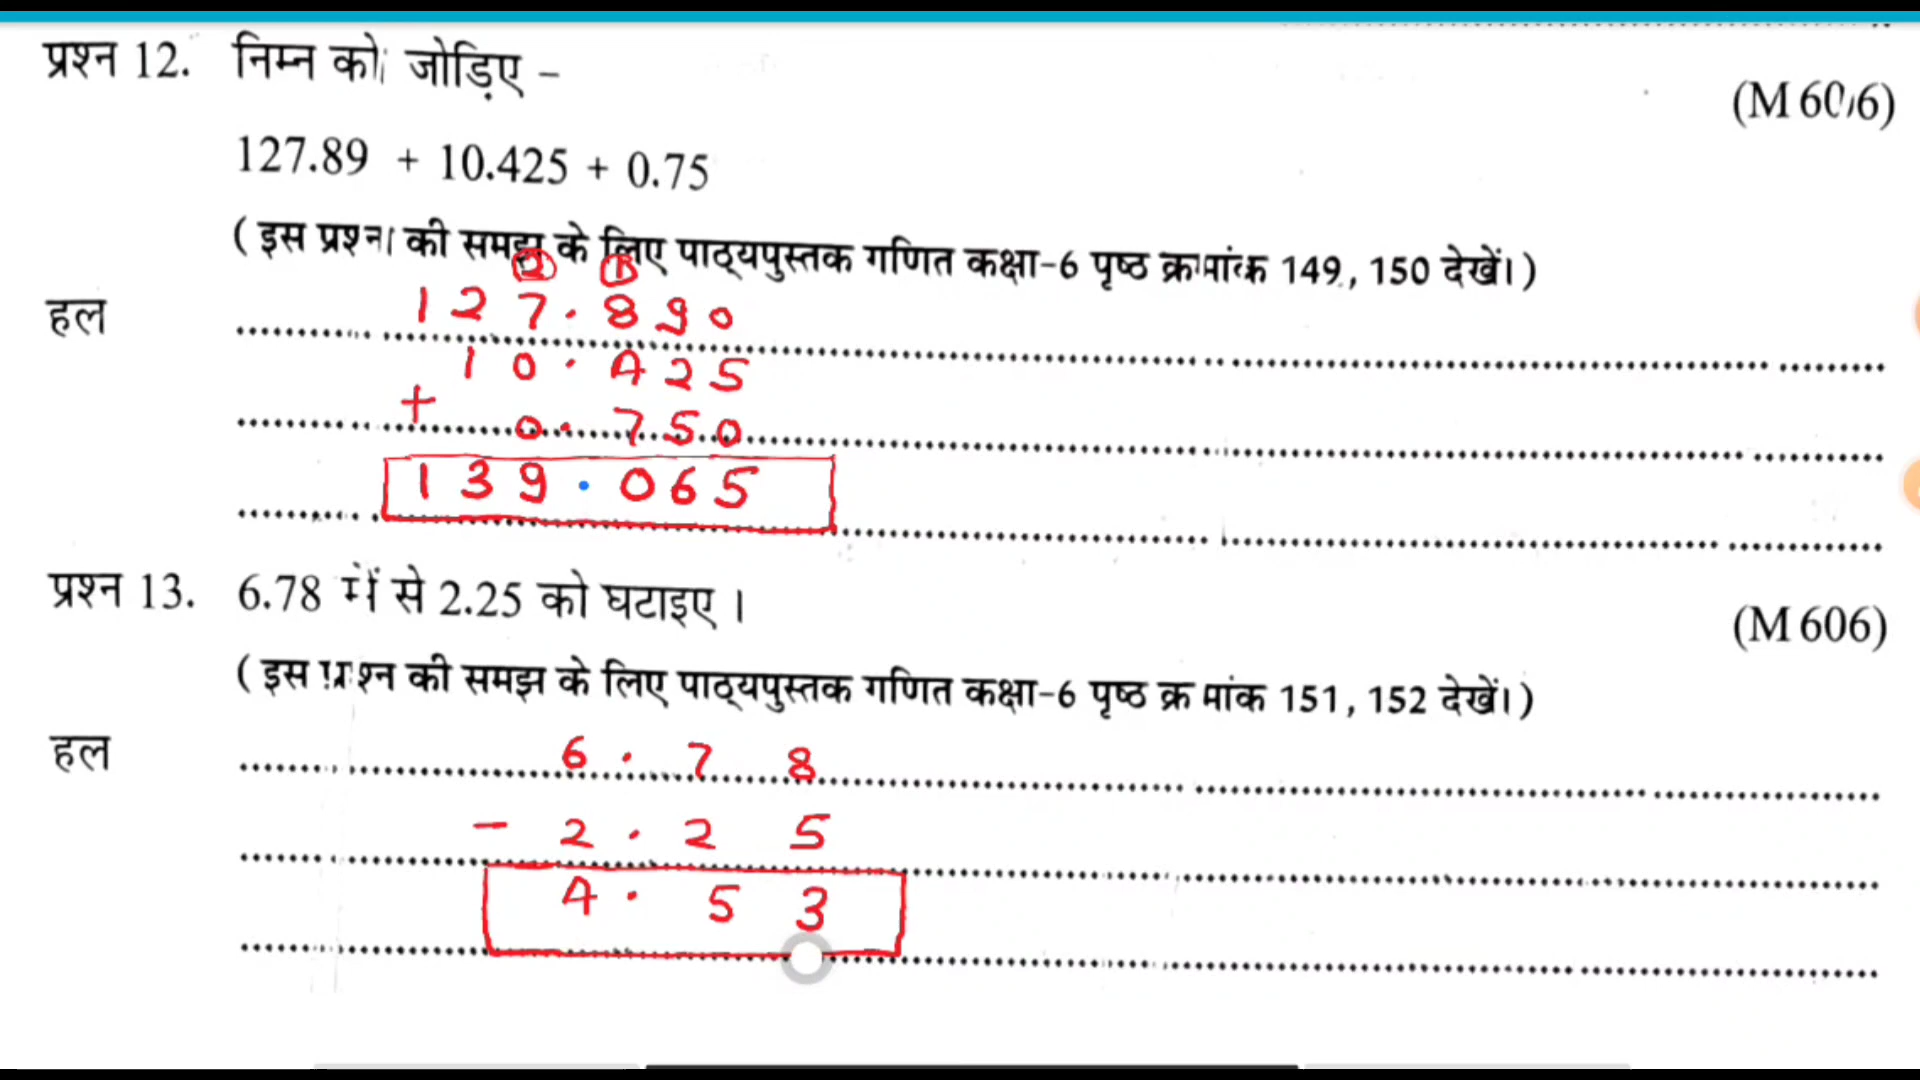 प्रश्न 12. निम्न को जोड़िए –
(M 606)
127.89 + 10.425 + 0.75
( इस प्रश्न की समझ के लिए पाठ्यपुस्तक गणित कक्षा-6 पृष्ठ क्रमांक 149, 150 देखें। )
2 1
हल 127.890
10.425
+ 0.750
139.065
प्रश्न 13. 6.78 में से 2.25 को घटाइए।
(M 606)
( इस प्रश्न की समझ के लिए पाठ्यपुस्तक गणित कक्षा-6 पृष्ठ क्रमांक 151, 152 देखें। )
हल 6.78
– 2.25
4.53